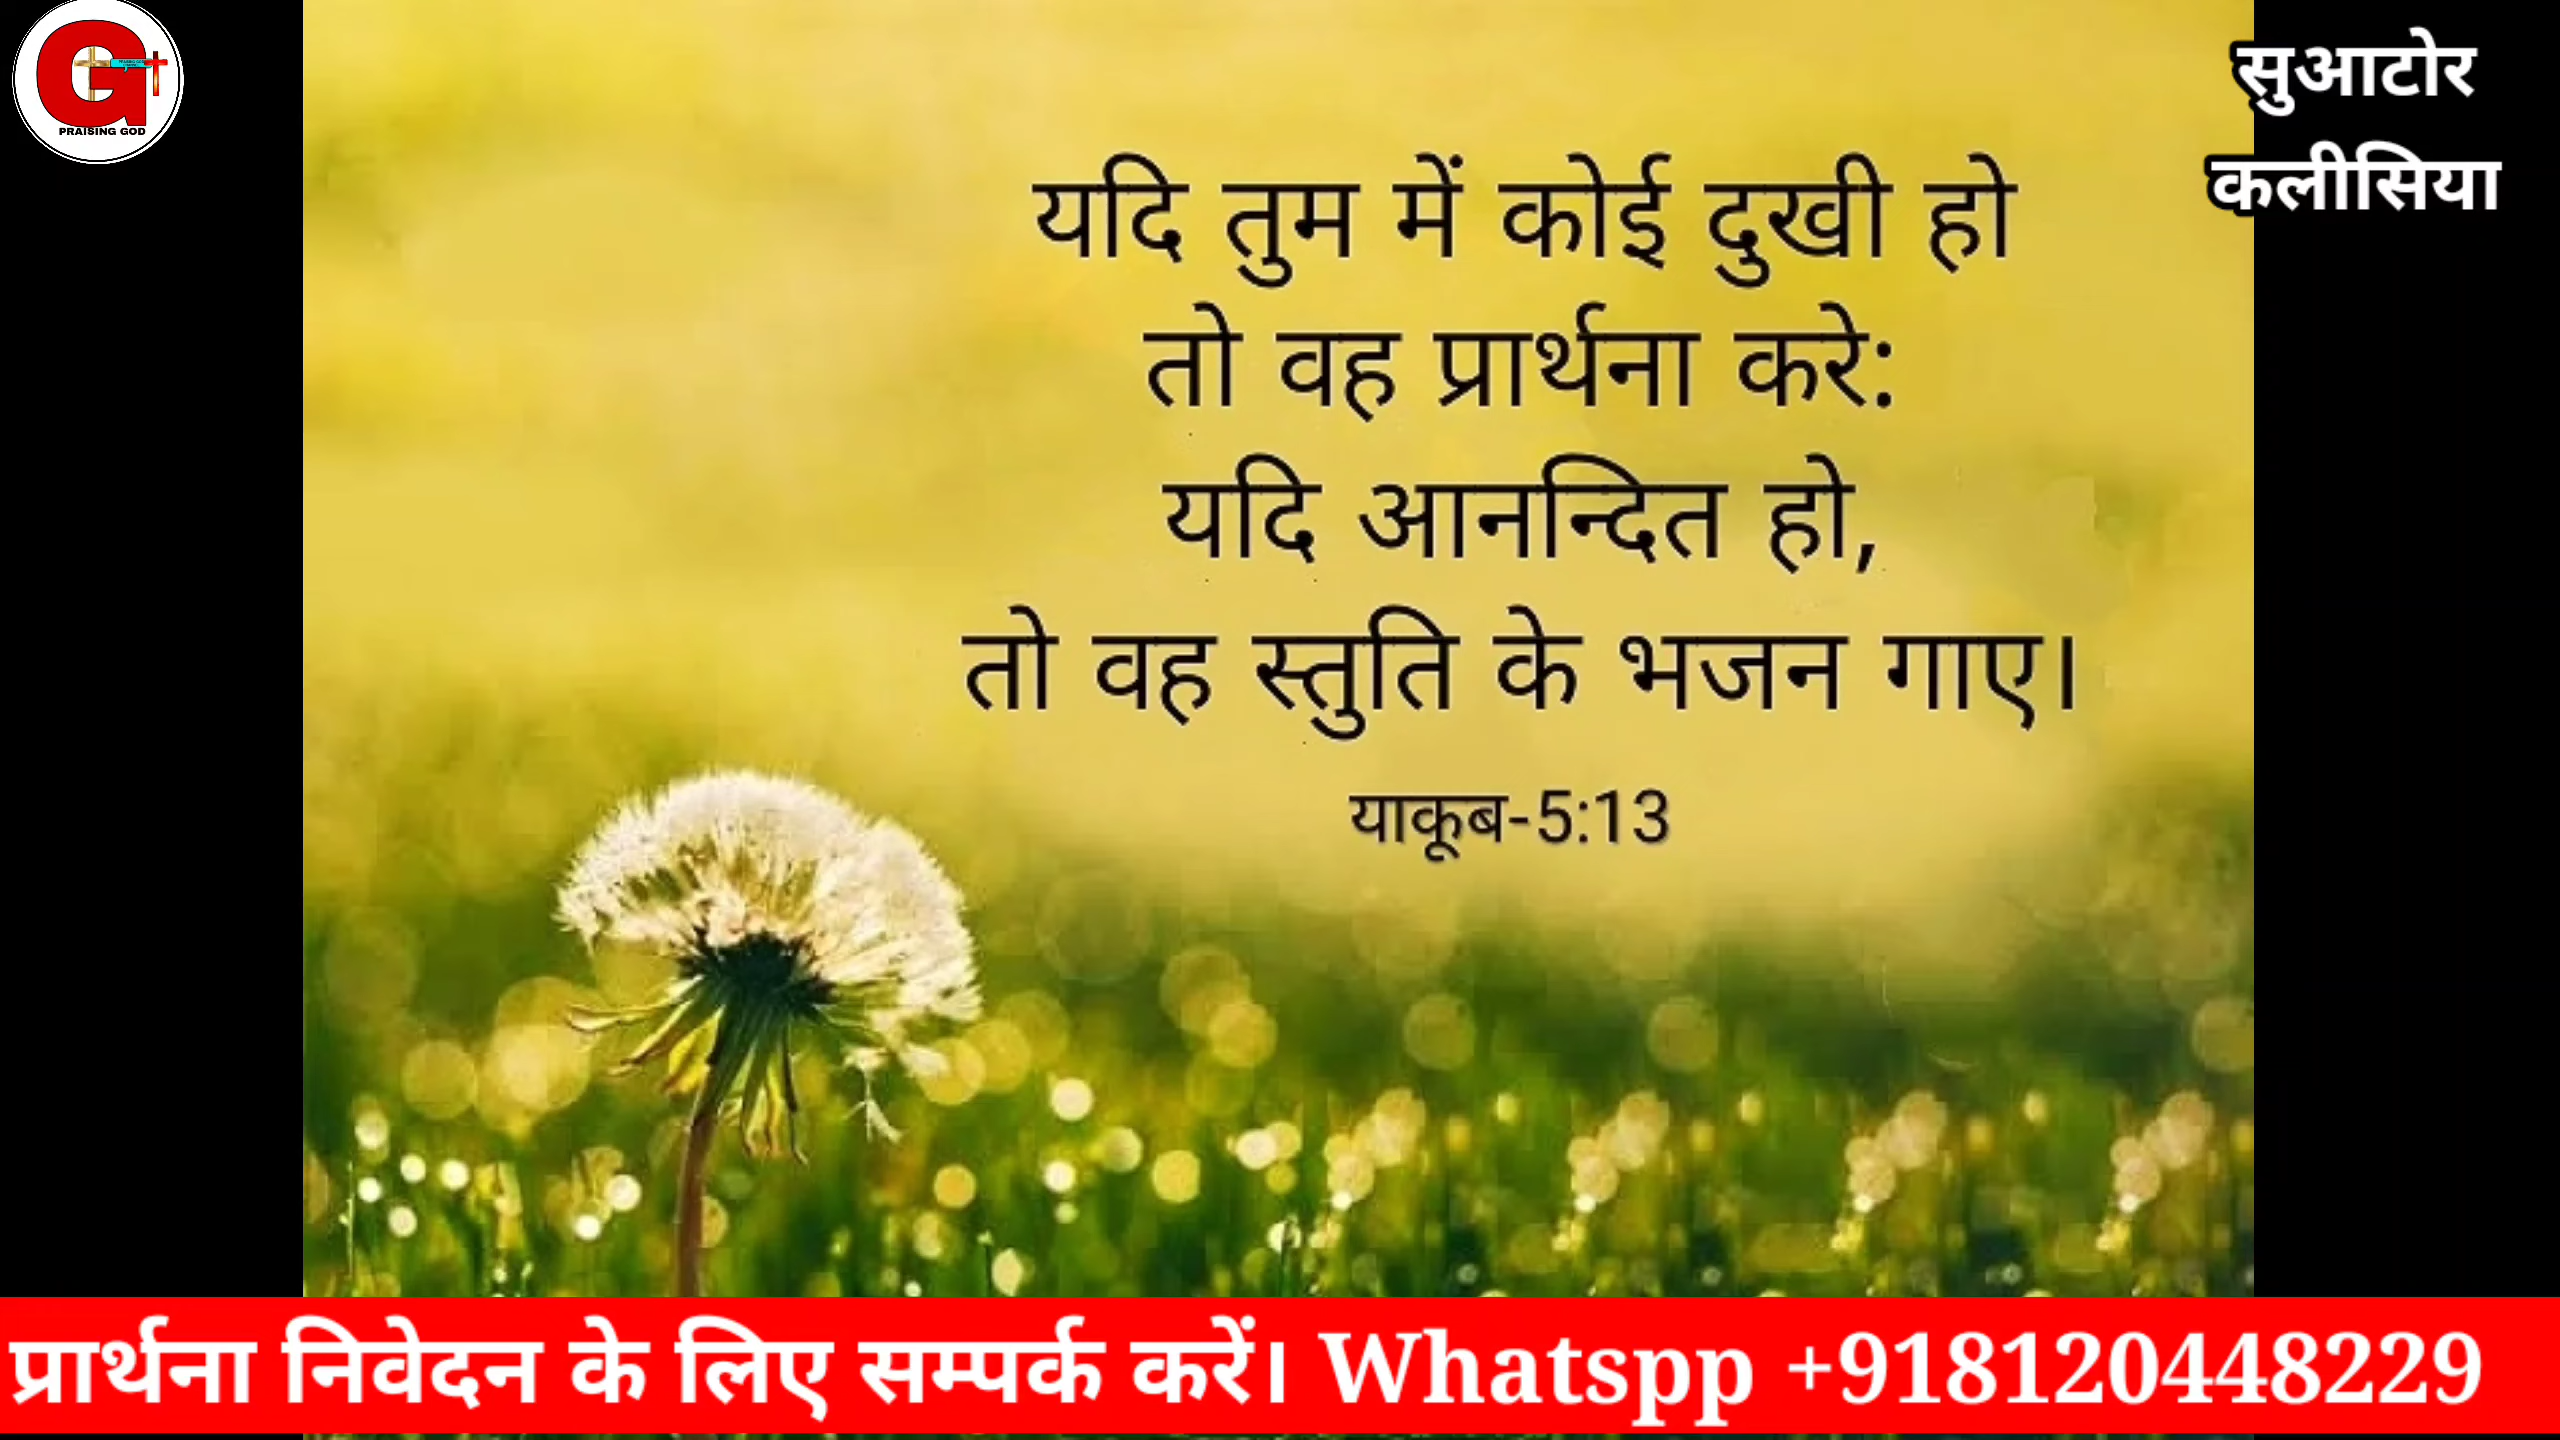 PRAISING GOD
सुआटोर
कलीसिया
यदि तुम में कोई दुखी हो
तो वह प्रार्थना करे:
यदि आनन्दित हो,
तो वह स्तुति के भजन गाए।
याकूब-5:13
प्रार्थना निवेदन के लिए सम्पर्क करें। Whatspp +918120448229